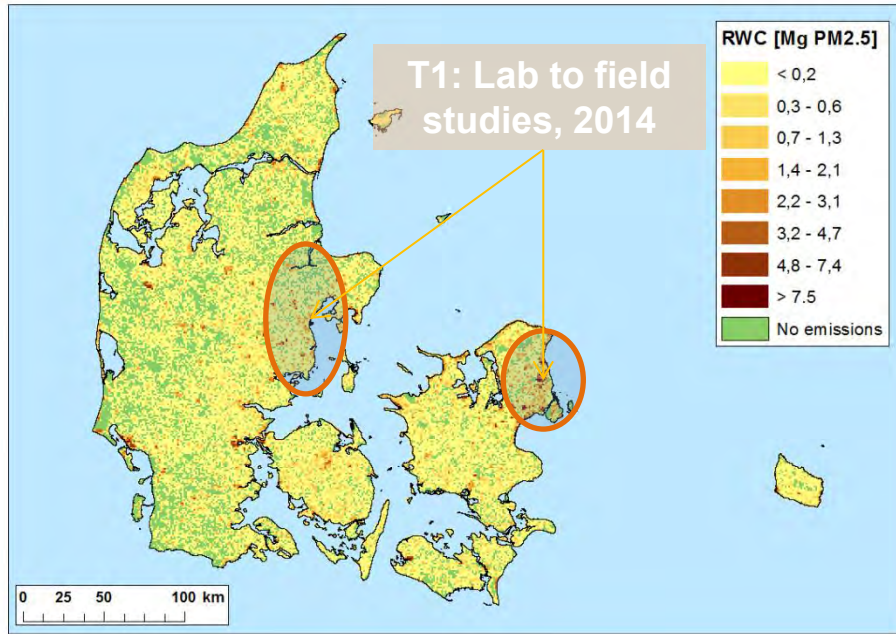 T1: Lab to field
studies, 2014
RWC [Mg PM2.5]
< 0,2
0,3 - 0,6
0,7 - 1,3
1,4 - 2,1
2,2 - 3,1
3,2 - 4,7
4,8 - 7,4
> 7.5
No emissions
0 25 50 100 km